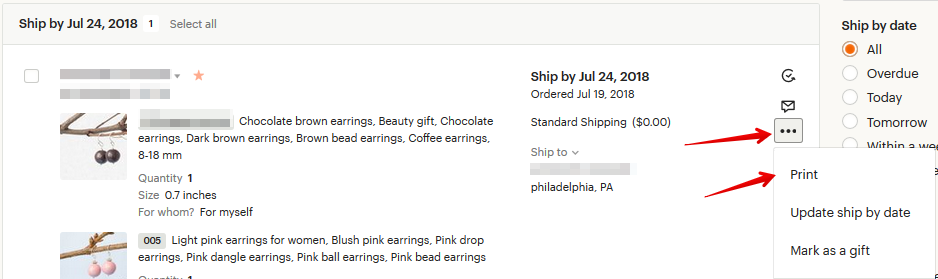 Ship by Jul 24, 2018 1 Select all
Ship by Jul 24, 2018
Ordered Jul 19, 2018
Chocolate brown earrings, Beauty gift, Chocolate
earrings, Dark brown earrings, Brown bead earrings, Coffee earrings,
8-18 mm
Quantity 1
Size 0.7 inches
For whom? For myself
Standard Shipping ($0.00)
Ship to
philadelphia, PA
005 Light pink earrings for women, Blush pink earrings, Pink drop
earrings, Pink dangle earrings, Pink ball earrings, Pink bead earrings
Quantity 1
Ship by date
All
Overdue
Today
Tomorrow
Within a we
Print
Update ship by date
Mark as a gift